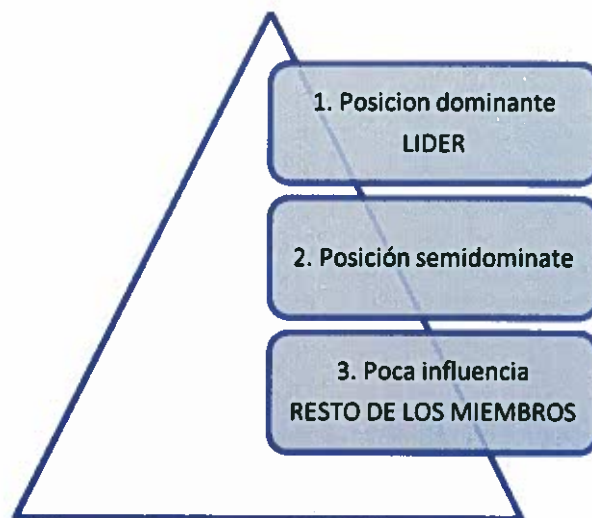 1. Posicion dominante
LIDER
2. Posición semidominate
3. Poca influencia
RESTO DE LOS MIEMBROS